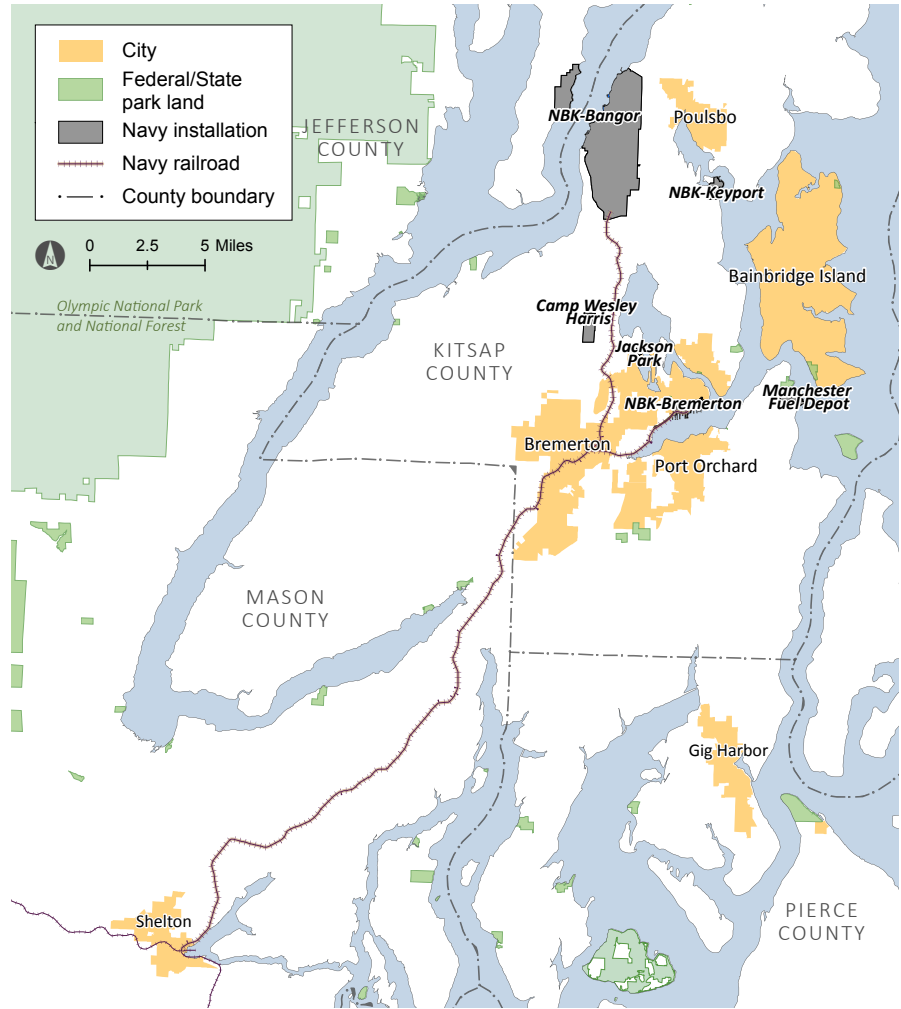 City
Federal/State
park land
Navy installation
Navy railroad
County boundary
N
0 2.5 5 Miles
JEFFERSON
COUNTY
NBK-Bangor
Poulsbo
NBK-Keyport
Bainbridge Island
Olympic National Park
and National Forest
Camp Wesley
Harris
KITSAP
COUNTY
Jackson
Park
Manchester
Fuel Depot
NBK-Bremerton
Bremerton
Port Orchard
MASON
COUNTY
Gig Harbor
Shelton
PIERCE
COUNTY